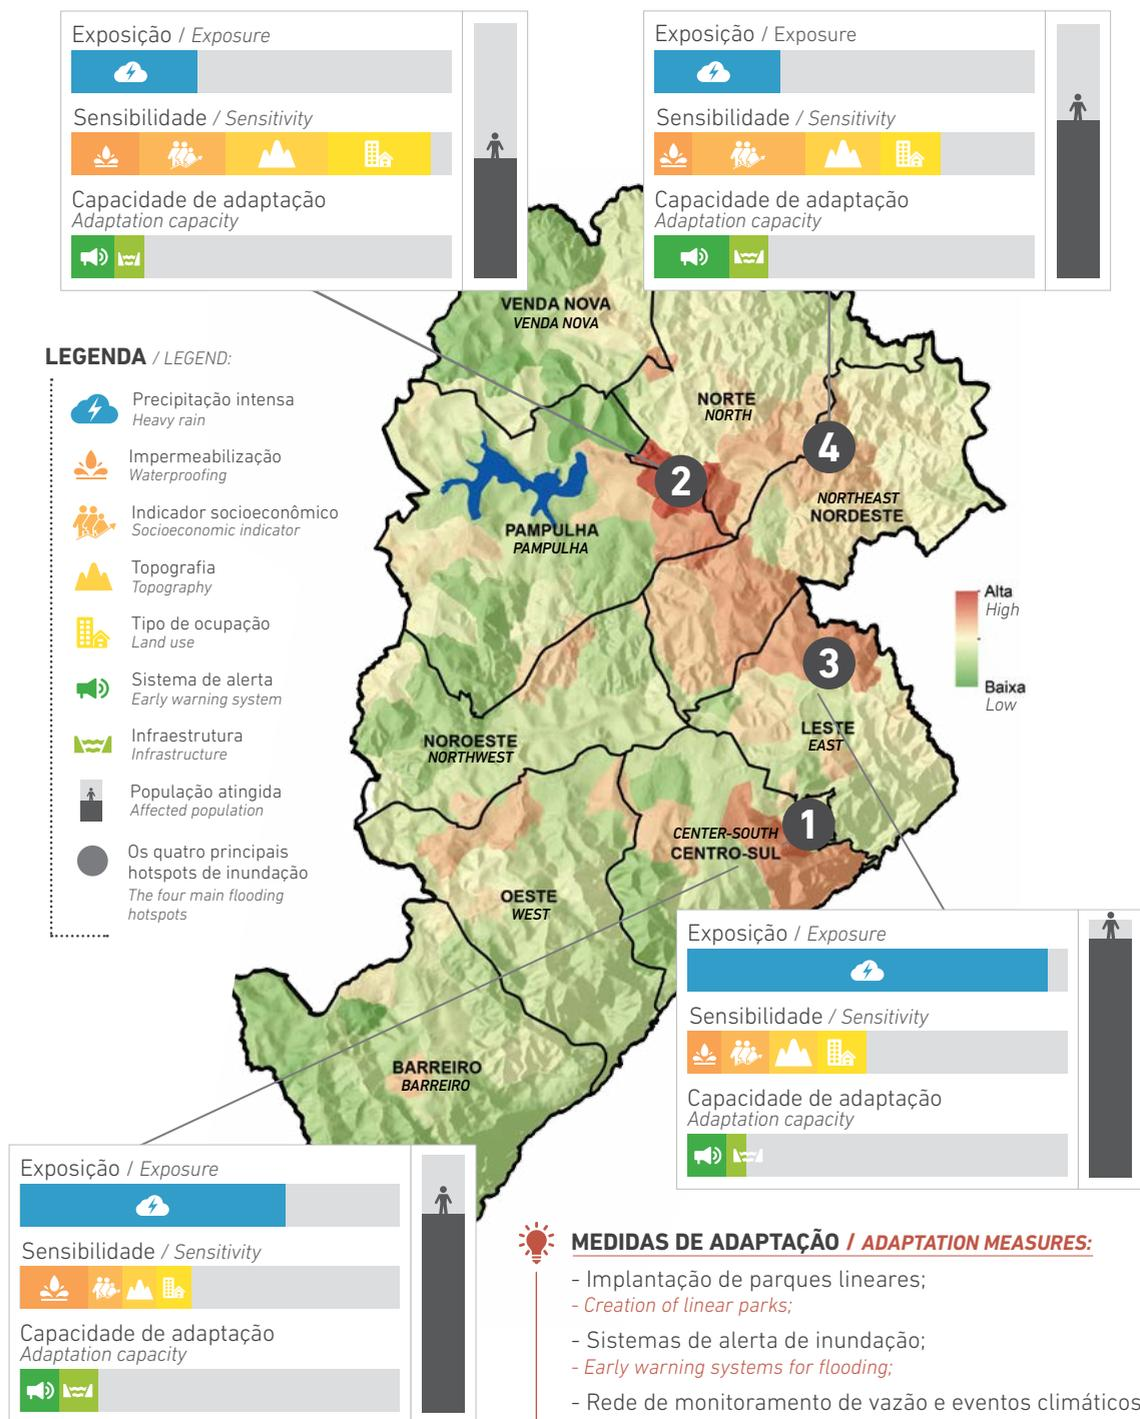 Exposição / Exposure
Sensibilidade / Sensitivity
Capacidade de adaptação
Adaptation capacity
Exposição / Exposure
Sensibilidade / Sensitivity
Capacidade de adaptação
Adaptation capacity
LEGENDA / LEGEND:
Precipitação intensa
Heavy rain
Impermeabilização
Waterproofing
Indicador socioeconômico
Socioeconomic indicator
Topografia
Topography
Tipo de ocupação
Land use
Sistema de alerta
Early warning system
Infraestrutura
Infrastructure
População atingida
Affected population
Os quatro principais
hotspots de inundação
The four main flooding
hotspots
VENDA NOVA
VENDA NOVA
NORTE
NORTH
4
2
NORTHEAST
NORDESTE
PAMPULHA
PAMPULHA
Alta
High
Baixa
Low
3
LESTE
EAST
NOROESTE
NORTHWEST
1
CENTER-SOUTH
CENTRO-SUL
OESTE
WEST
BARREIRO
BARREIRO
Exposição / Exposure
Sensibilidade / Sensitivity
Capacidade de adaptação
Adaptation capacity
Exposição / Exposure
Sensibilidade / Sensitivity
Capacidade de adaptação
Adaptation capacity
MEDIDAS DE ADAPTAÇÃO / ADAPTATION MEASURES:
- Implantação de parques lineares;
- Creation of linear parks;
- Sistemas de alerta de inundação;
- Early warning systems for flooding;
- Rede de monitoramento de vazão e eventos climáticos